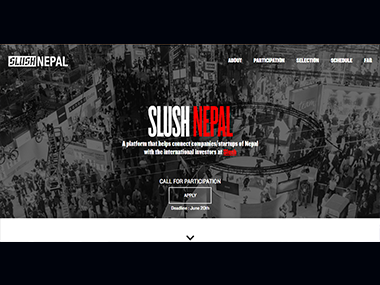 SLUSH NEPAL
ABOUT PARTICIPATION SELECTION SCHEDULE FAQ
SLUSH NEPAL
A platform that helps connect companies/startups of Nepal
with the international investors at Slush
CALL FOR PARTICIPATION
APPLY
Deadline : June 20th